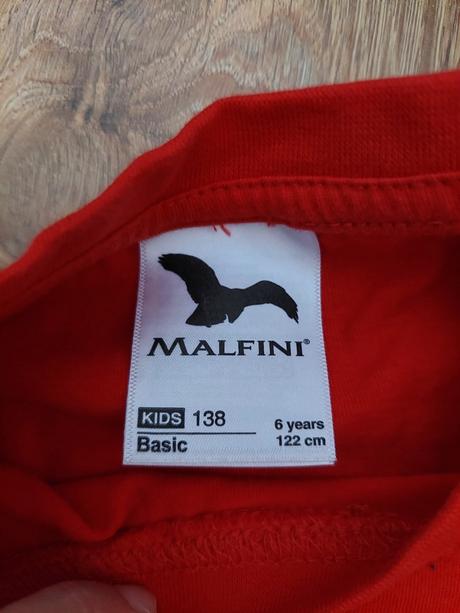 MALFINI®
KIDS 138
Basic
6 years
122 cm